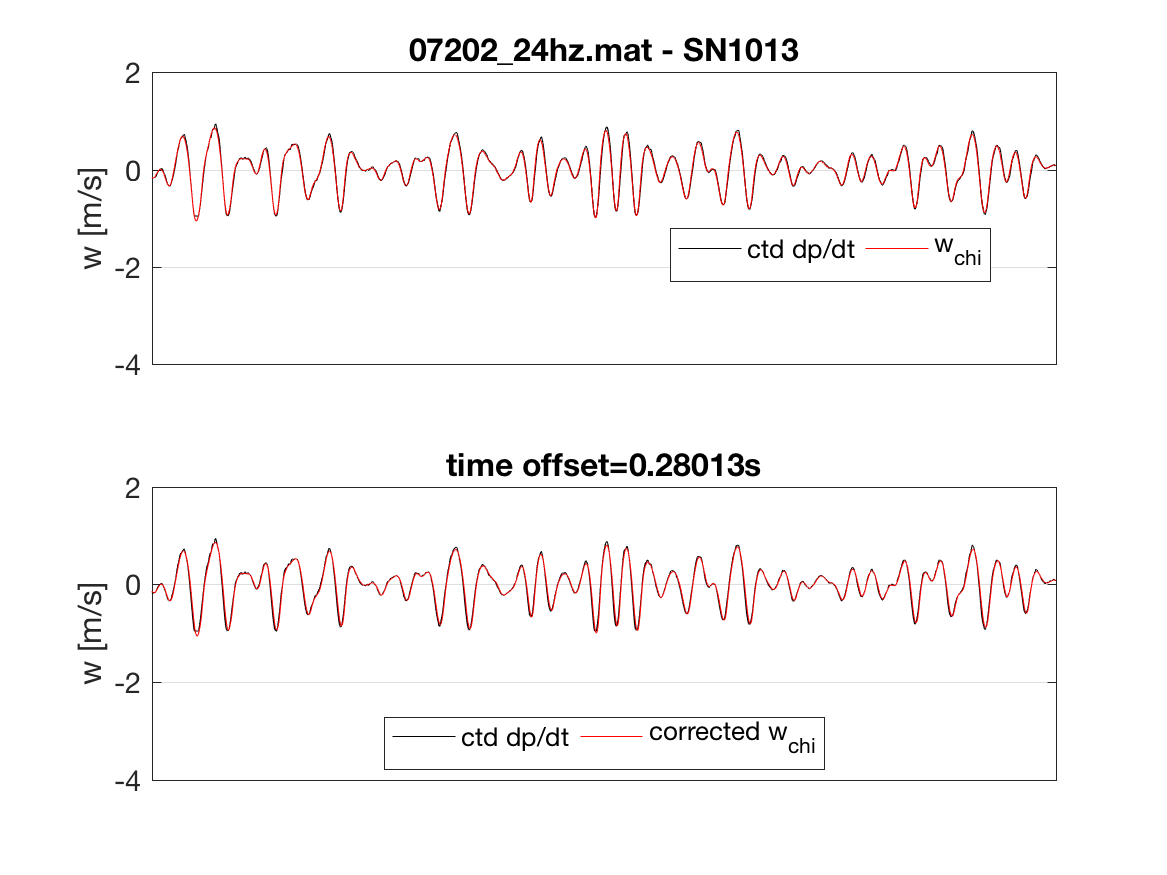 07202_24hz.mat - SN1013
2
0
-2
-4
w [m/s]
ctd dp/dt w_chi
time offset=0.28013s
2
0
-2
-4
w [m/s]
ctd dp/dt corrected w_chi